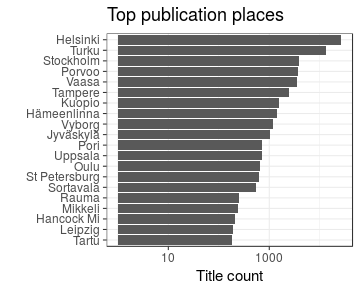 Top publication places
Helsinki
Turku
Stockholm
Porvoo
Vaasa
Tampere
Kuopio
Hämeenlinna
Vyborg
Jyväskylä
Pori
Uppsala
Oulu
St Petersburg
Sortavala
Rauma
Mikkeli
Hancock Mi
Leipzig
Tartu
10 1000
Title count